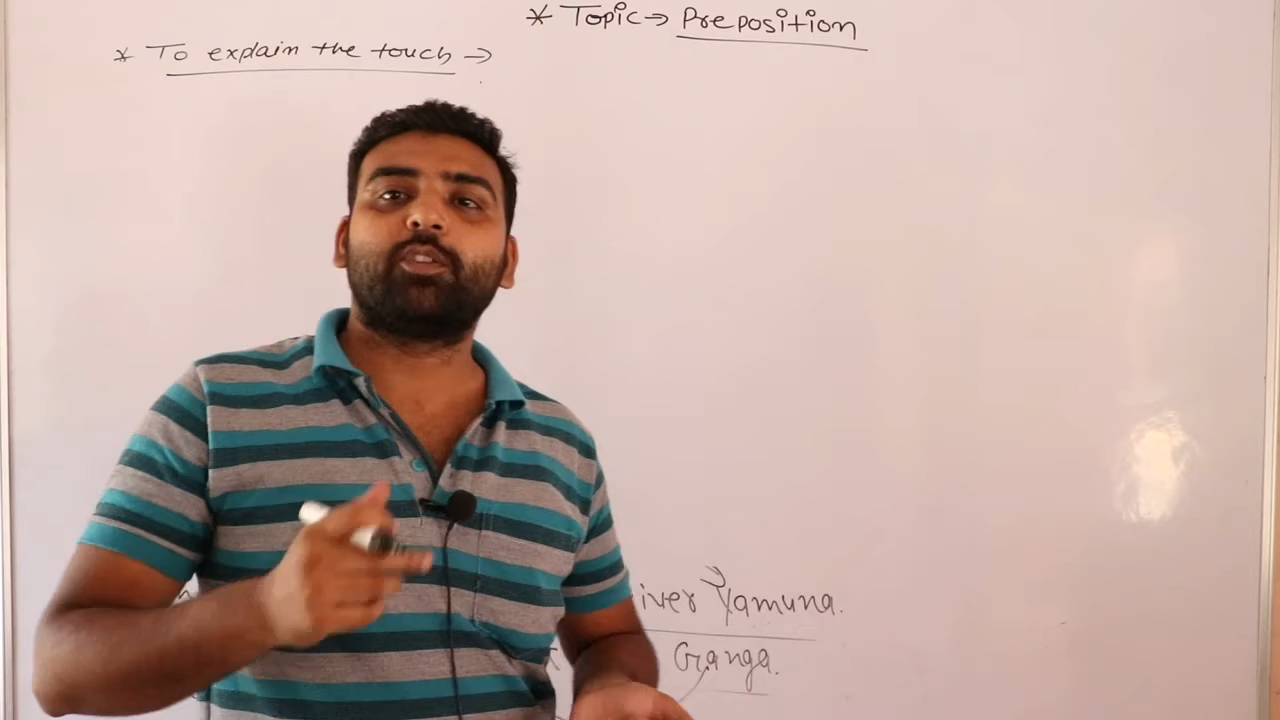 * Topic → Preposition
* To explain the touch →
iver Yamuna.
Ganga.